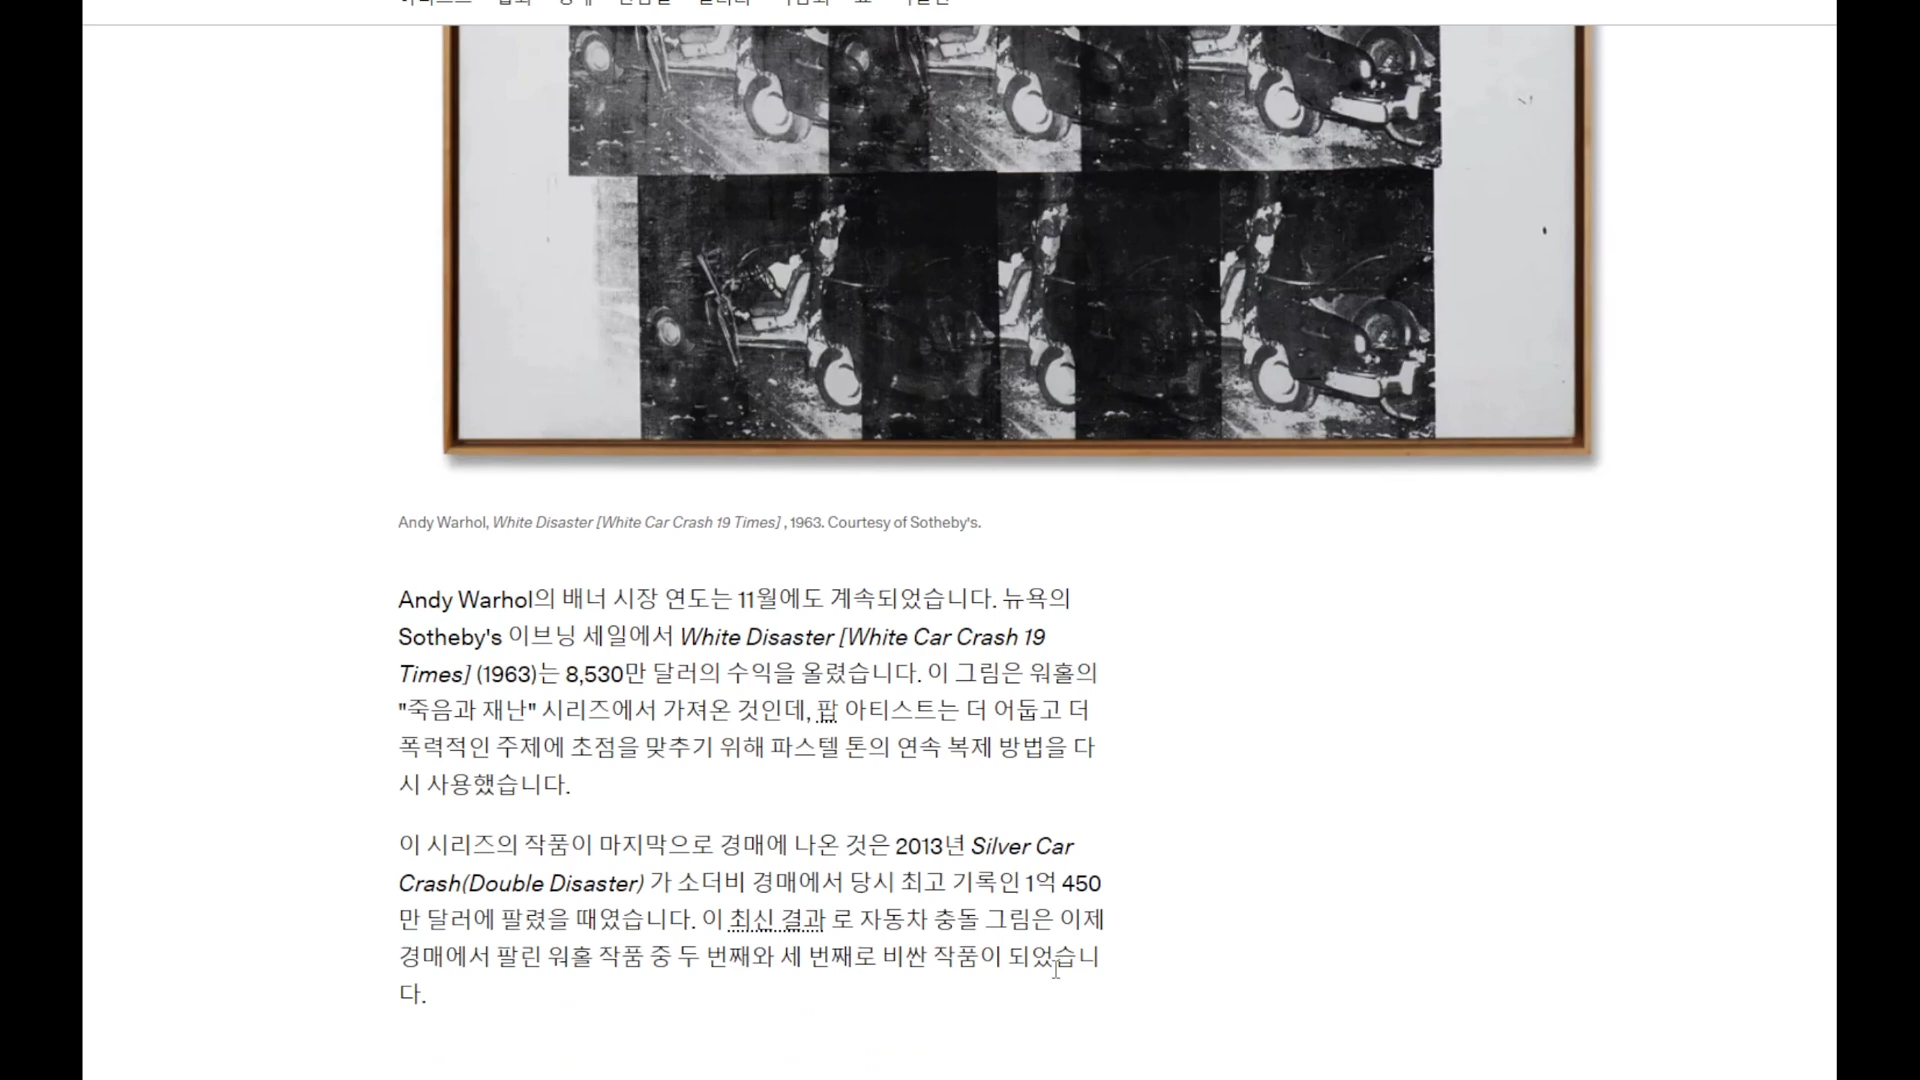 Andy Warhol, White Disaster [White Car Crash 19 Times] , 1963. Courtesy of Sotheby's.
Andy Warhol의 배너 시장 연도는 11월에도 계속되었습니다. 뉴욕의
Sotheby's 이브닝 세일에서 White Disaster [White Car Crash 19
Times] (1963)는 8,530만 달러의 수익을 올렸습니다. 이 그림은 워홀의
"죽음과 재난" 시리즈에서 가져온 것인데, 팝 아티스트는 더 어둡고 더
폭력적인 주제에 초점을 맞추기 위해 파스텔 톤의 연속 복제 방법을 다
시 사용했습니다.
이 시리즈의 작품이 마지막으로 경매에 나온 것은 2013년 Silver Car
Crash(Double Disaster) 가 소더비 경매에서 당시 최고 기록인 1억 450
만 달러에 팔렸을 때였습니다. 이 최신 결과 로 자동차 충돌 그림은 이제
경매에서 팔린 워홀 작품 중 두 번째와 세 번째로 비싼 작품이 되었습니
다.